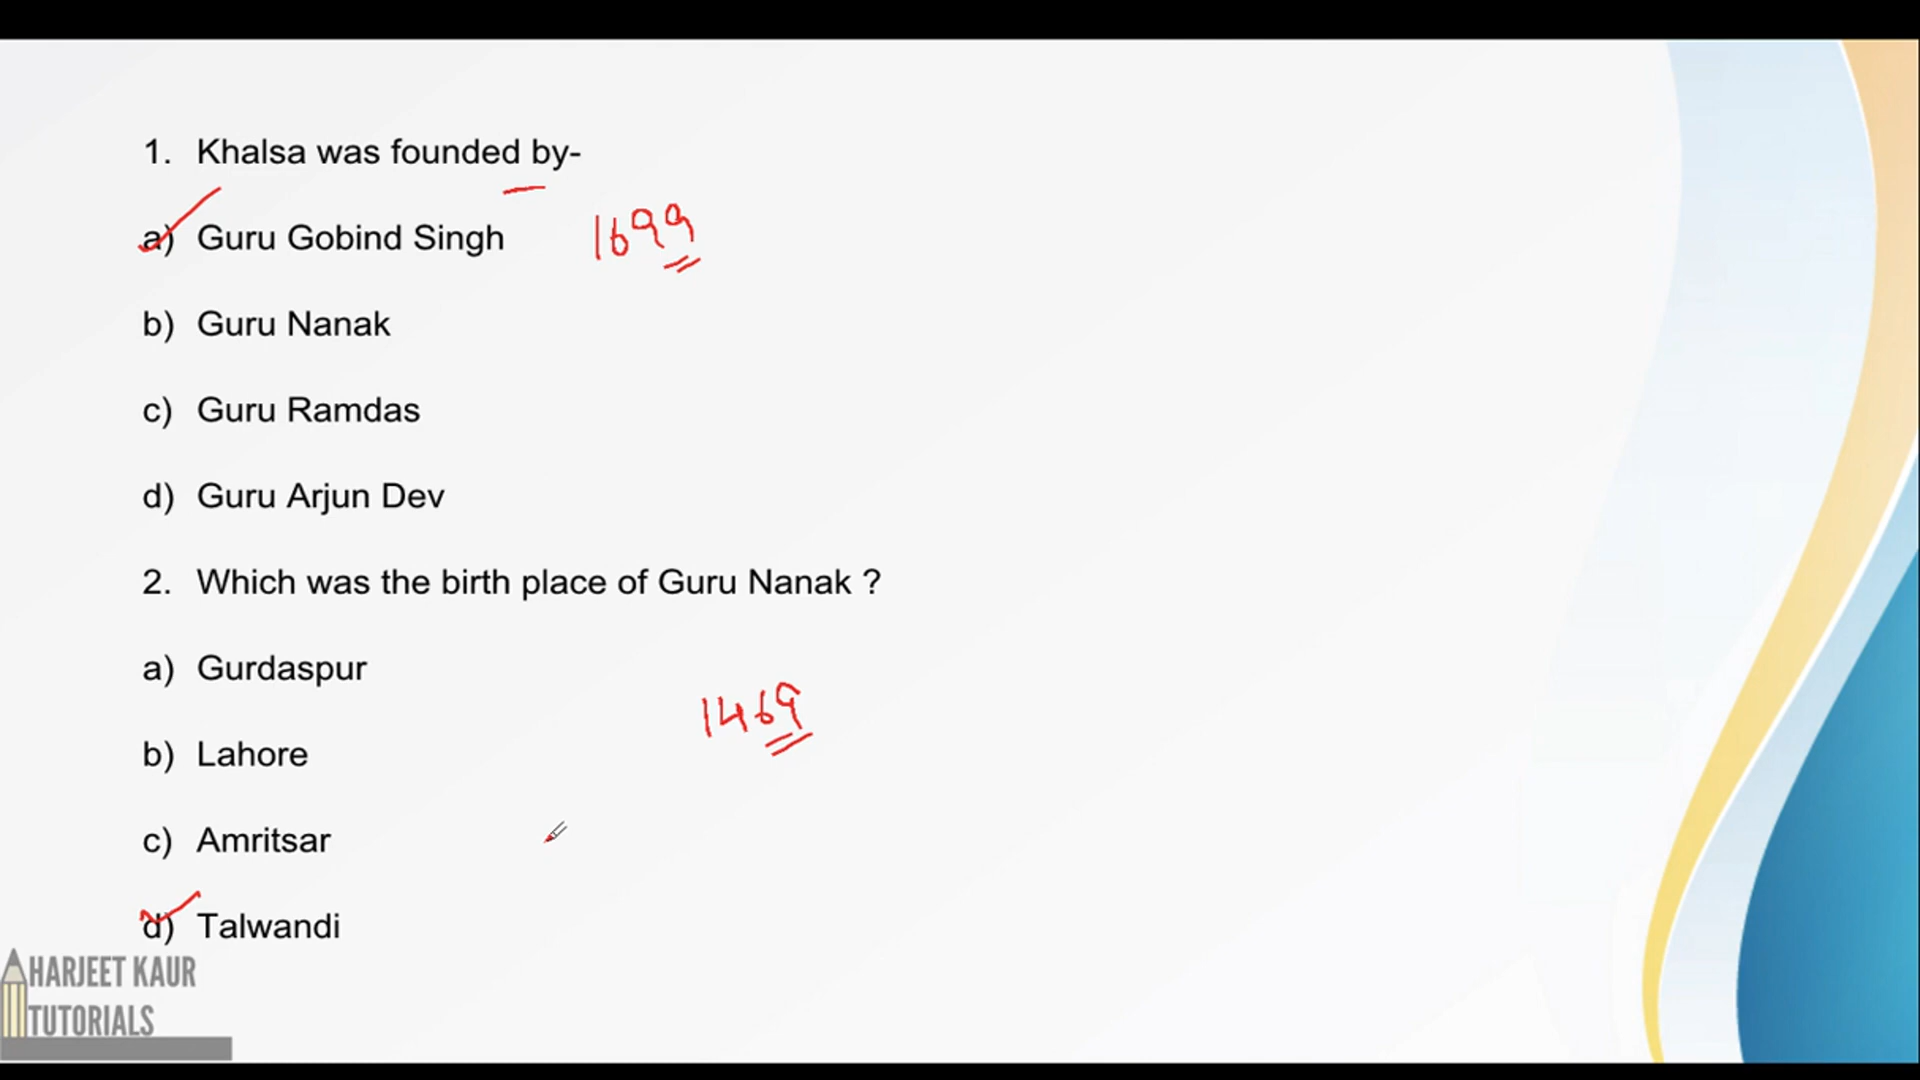 1. Khalsa was founded by-
a) Guru Gobind Singh 1699
b) Guru Nanak
c) Guru Ramdas
d) Guru Arjun Dev
2. Which was the birth place of Guru Nanak ?
a) Gurdaspur
1469
b) Lahore
c) Amritsar
d) Talwandi
HARJEET KAUR
TUTORIALS